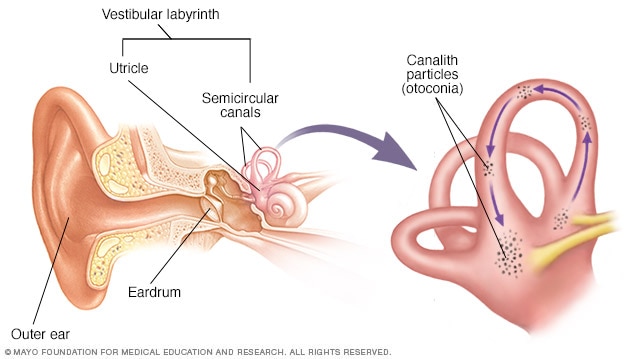 Vestibular labyrinth
Utricle
Semicircular
canals
Canalith
particles
(otoconia)
Eardrum
Outer ear
© MAYO FOUNDATION FOR MEDICAL EDUCATION AND RESEARCH. ALL RIGHTS RESERVED.